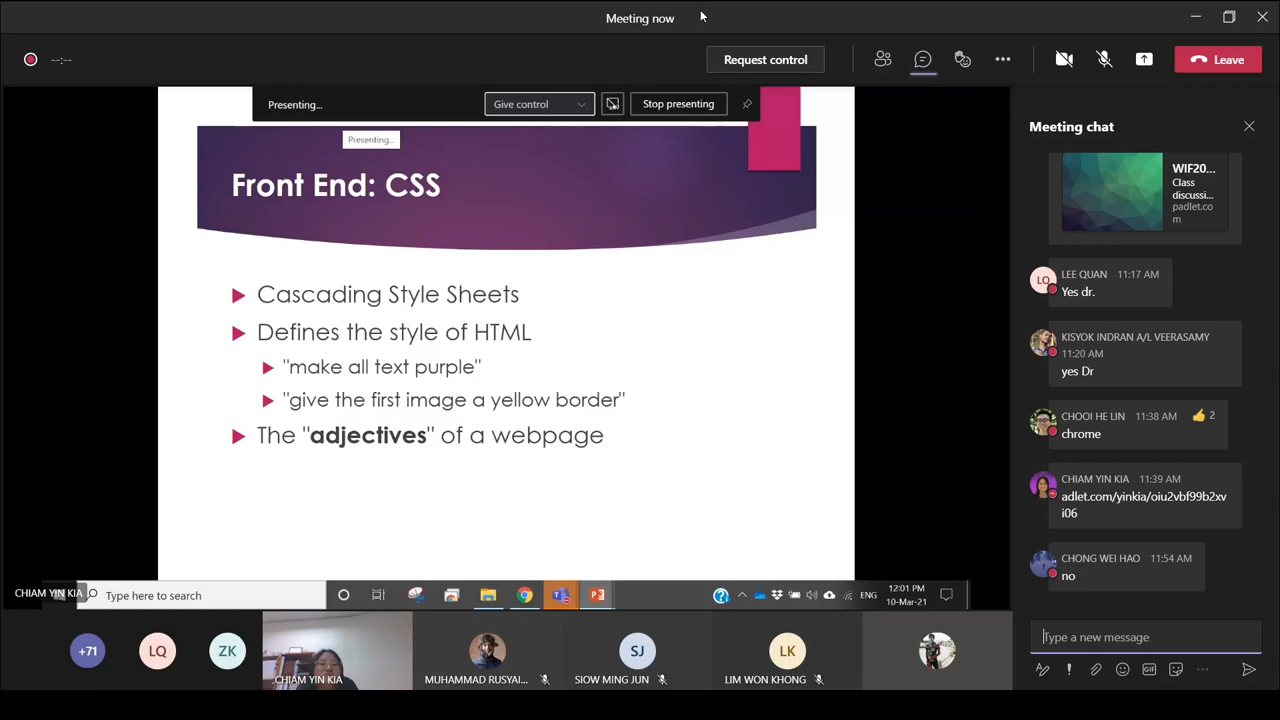 Meeting now
--:--
Request control
Leave
Presenting...
Give control
Stop presenting
Presenting...
Front End: CSS
Cascading Style Sheets
Defines the style of HTML
"make all text purple"
"give the first image a yellow border"
The "adjectives" of a webpage
CHIAM YIN KIA
Type here to search
ENG
12:01 PM
10-Mar-21
+71
LQ
ZK
CHIAM YIN KIA
MUHAMMAD RUSYAI...
SJ
SIOW MING JUN
LK
LIM WON KHONG
Meeting chat
WIF20...
Class
discussi...
padlet.co
m
LQ
LEE QUAN 11:17 AM
Yes dr.
KISYOK INDRAN A/L VEERASAMY
11:20 AM
yes Dr
CHOOI HE LIN 11:38 AM 2
chrome
CHIAM YIN KIA 11:39 AM
adlet.com/yinkia/oiu2vbf99b2xv
i06
CHONG WEI HAO 11:54 AM
no
Type a new message
GIF